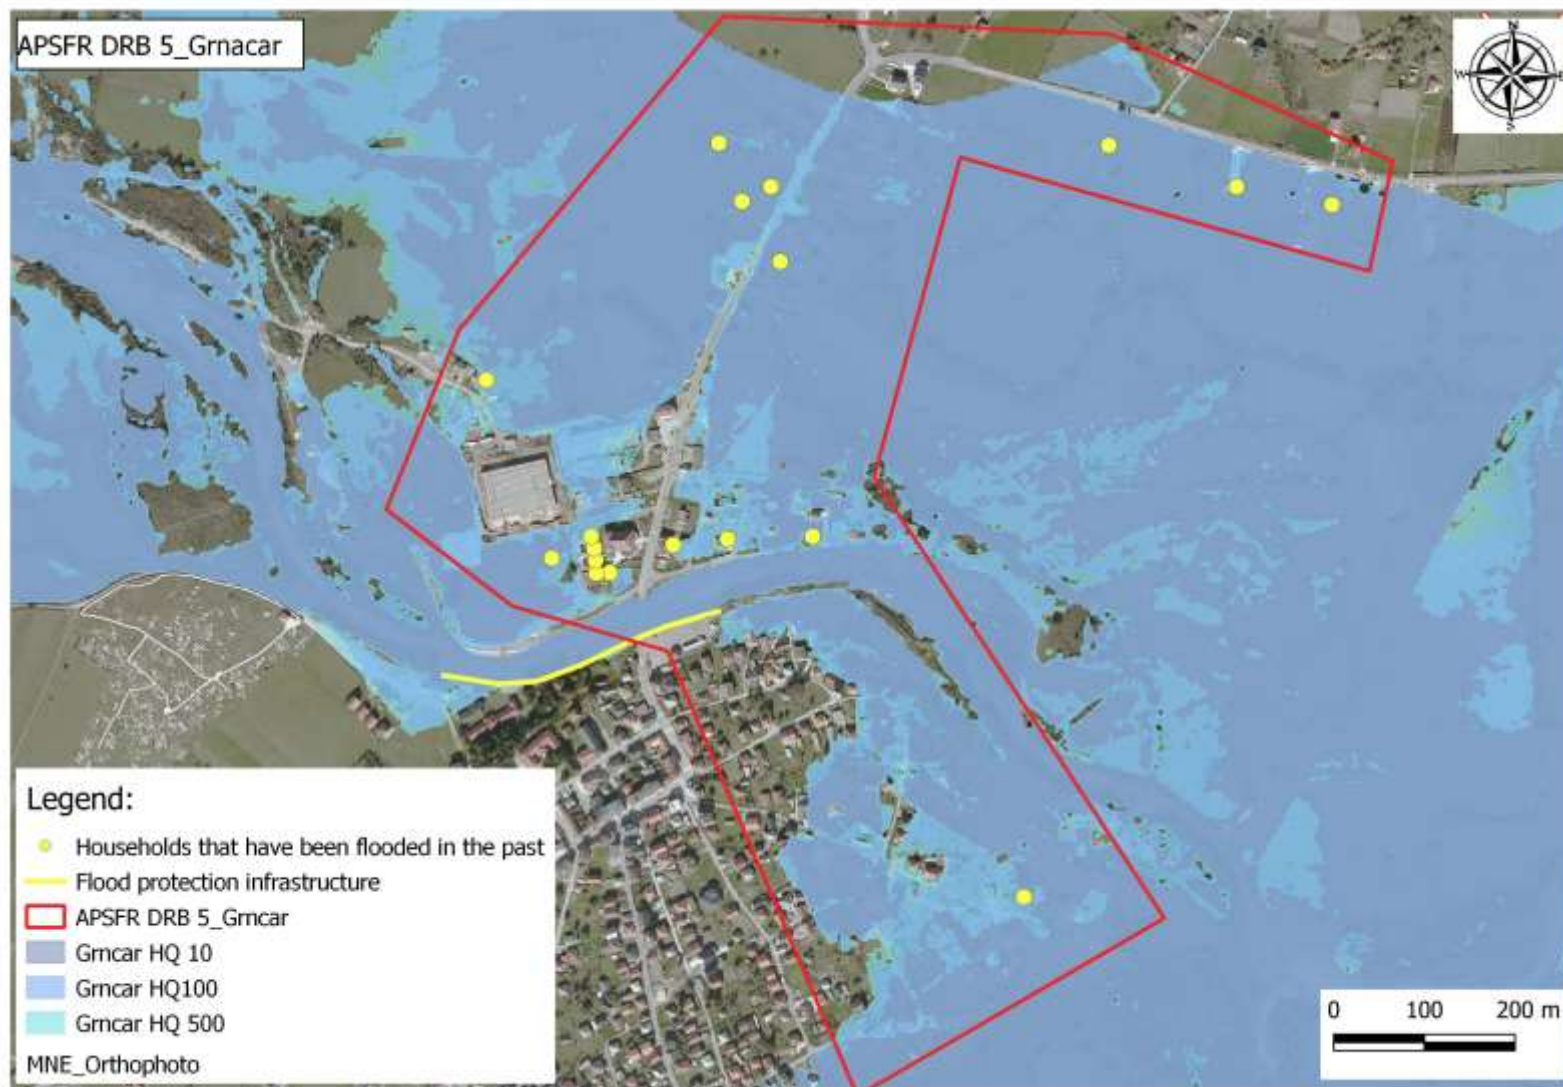 APSFR DRB 5_Grnacar
N
W
E
S
Legend:
Households that have been flooded in the past
Flood protection infrastructure
APSFR DRB 5_Grncar
Grncar HQ 10
Grncar HQ100
Grncar HQ 500
MNE_Orthophoto
0 100 200 m